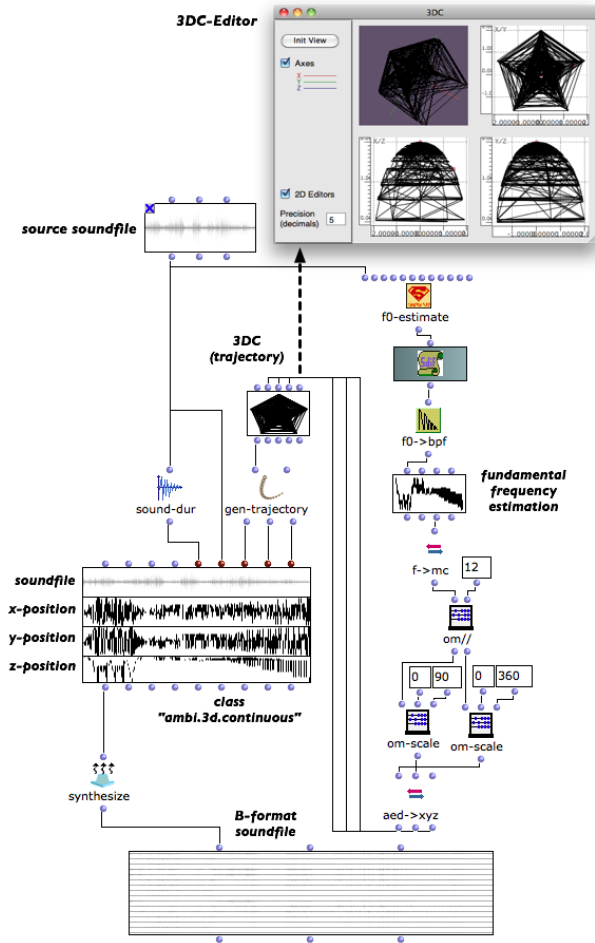 3DC-Editor
3DC
Init View
Axes
X
Y
Z
2D Editors
Precision
(decimals)
5
X/Y
X/Z
Y/Z
source soundfile
f0-estimate
3DC
(trajectory)
Sdif
f0->bpf
fundamental
frequency
estimation
sound-dur
gen-trajectory
f->mc
12
soundfile
x-position
y-position
z-position
om//
0
90
0
360
class
"ambi.3d.continuous"
om-scale
om-scale
synthesize
aed->xyz
B-format
soundfile